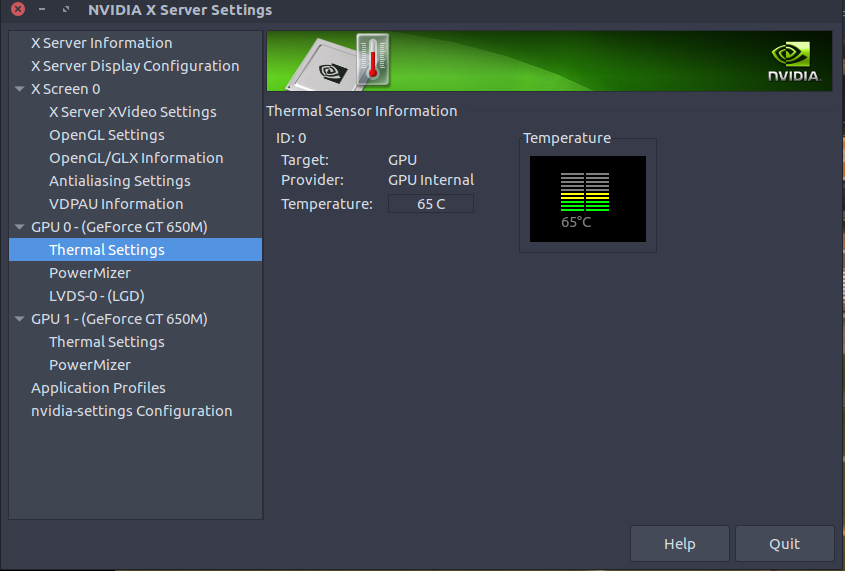 NVIDIA X Server Settings
X Server Information
X Server Display Configuration
X Screen 0
X Server XVideo Settings
OpenGL Settings
OpenGL/GLX Information
Antialiasing Settings
VDPAU Information
GPU 0 - (GeForce GT 650M)
Thermal Settings
PowerMizer
LVDS-0 - (LGD)
GPU 1 - (GeForce GT 650M)
Thermal Settings
PowerMizer
Application Profiles
nvidia-settings Configuration
NVIDIA.
Thermal Sensor Information
ID: 0
Target: GPU
Provider: GPU Internal
Temperature: 65 C
Temperature
65°C
Help
Quit